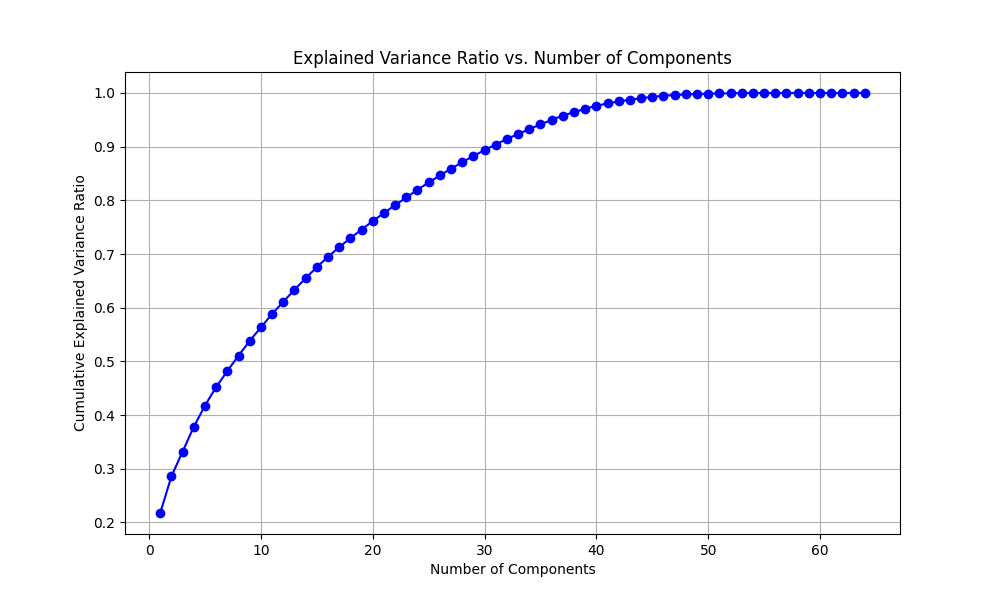 Explained Variance Ratio vs. Number of Components
Cumulative Explained Variance Ratio
1.0
0.9
0.8
0.7
0.6
0.5
0.4
0.3
0.2
0 10 20 30 40 50 60
Number of Components